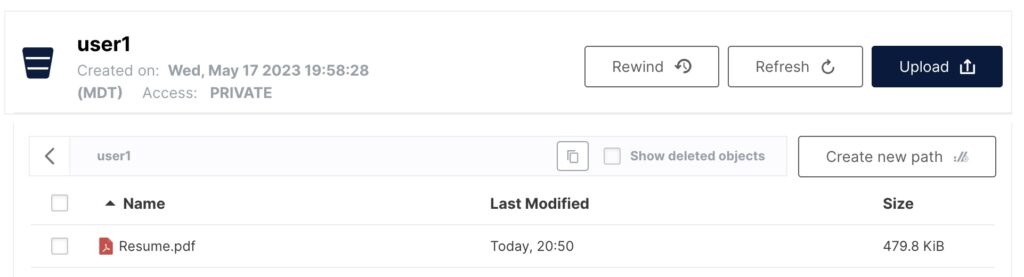 user1
Created on: Wed, May 17 2023 19:58:28
(MDT) Access: PRIVATE
Rewind Refresh Upload
user1 Show deleted objects Create new path
Name Last Modified Size
Resume.pdf Today, 20:50 479.8 KiB